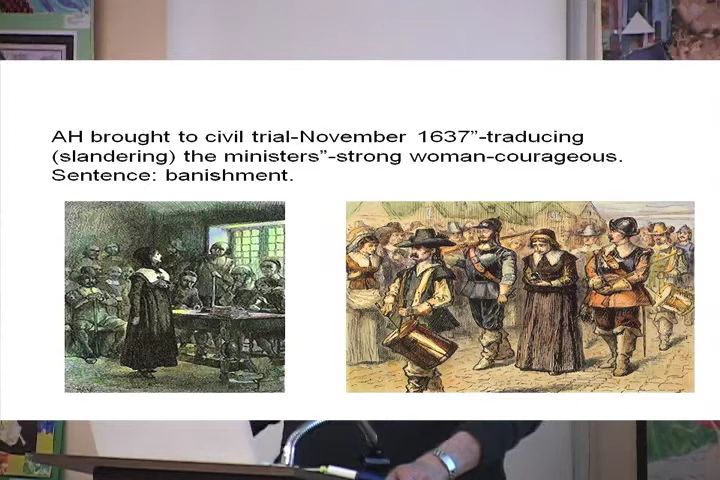 AH brought to civil trial-November 1637”-traducing
(slandering) the ministers”-strong woman-courageous.
Sentence: banishment.